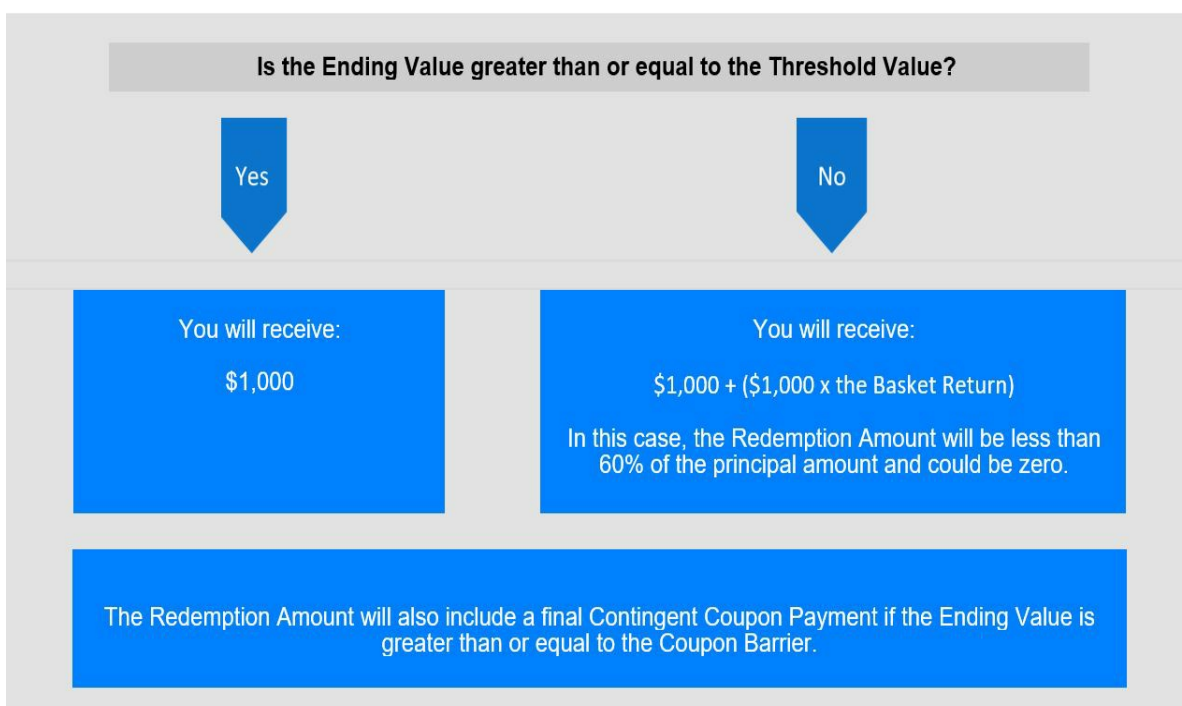 Is the Ending Value greater than or equal to the Threshold Value?
Yes
No
You will receive:
$1,000
You will receive:
$1,000 + ($1,000 x the Basket Return)
In this case, the Redemption Amount will be less than
60% of the principal amount and could be zero.
The Redemption Amount will also include a final Contingent Coupon Payment if the Ending Value is
greater than or equal to the Coupon Barrier.